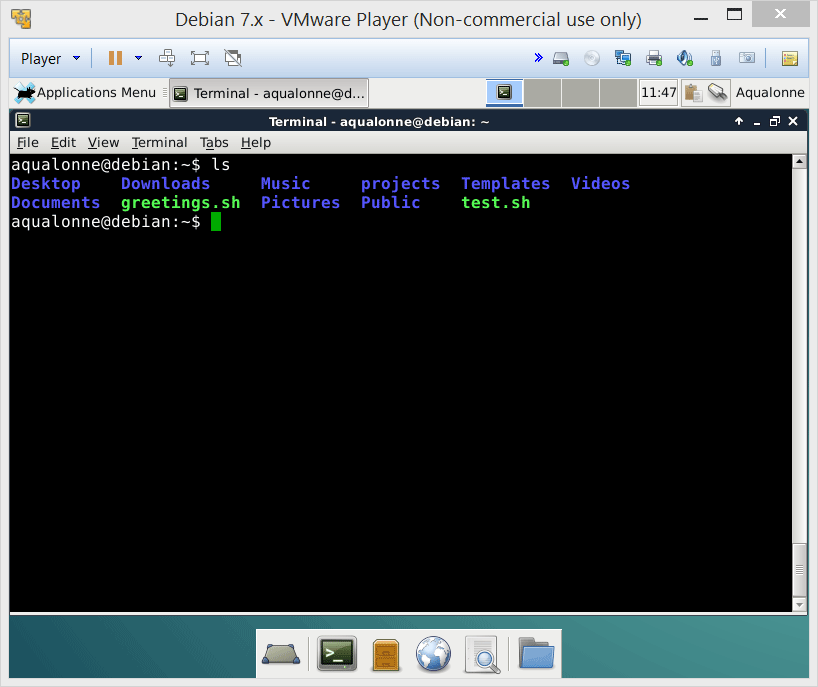 Debian 7.x - VMware Player (Non-commercial use only)
Player
Applications Menu Terminal - aqualonne@d... 11:47 Aqualonne
Terminal - aqualonne@debian: ~
File Edit View Terminal Tabs Help
aqualonne@debian:~$ ls
Desktop Downloads Music projects Templates Videos
Documents greetings.sh Pictures Public test.sh
aqualonne@debian:~$